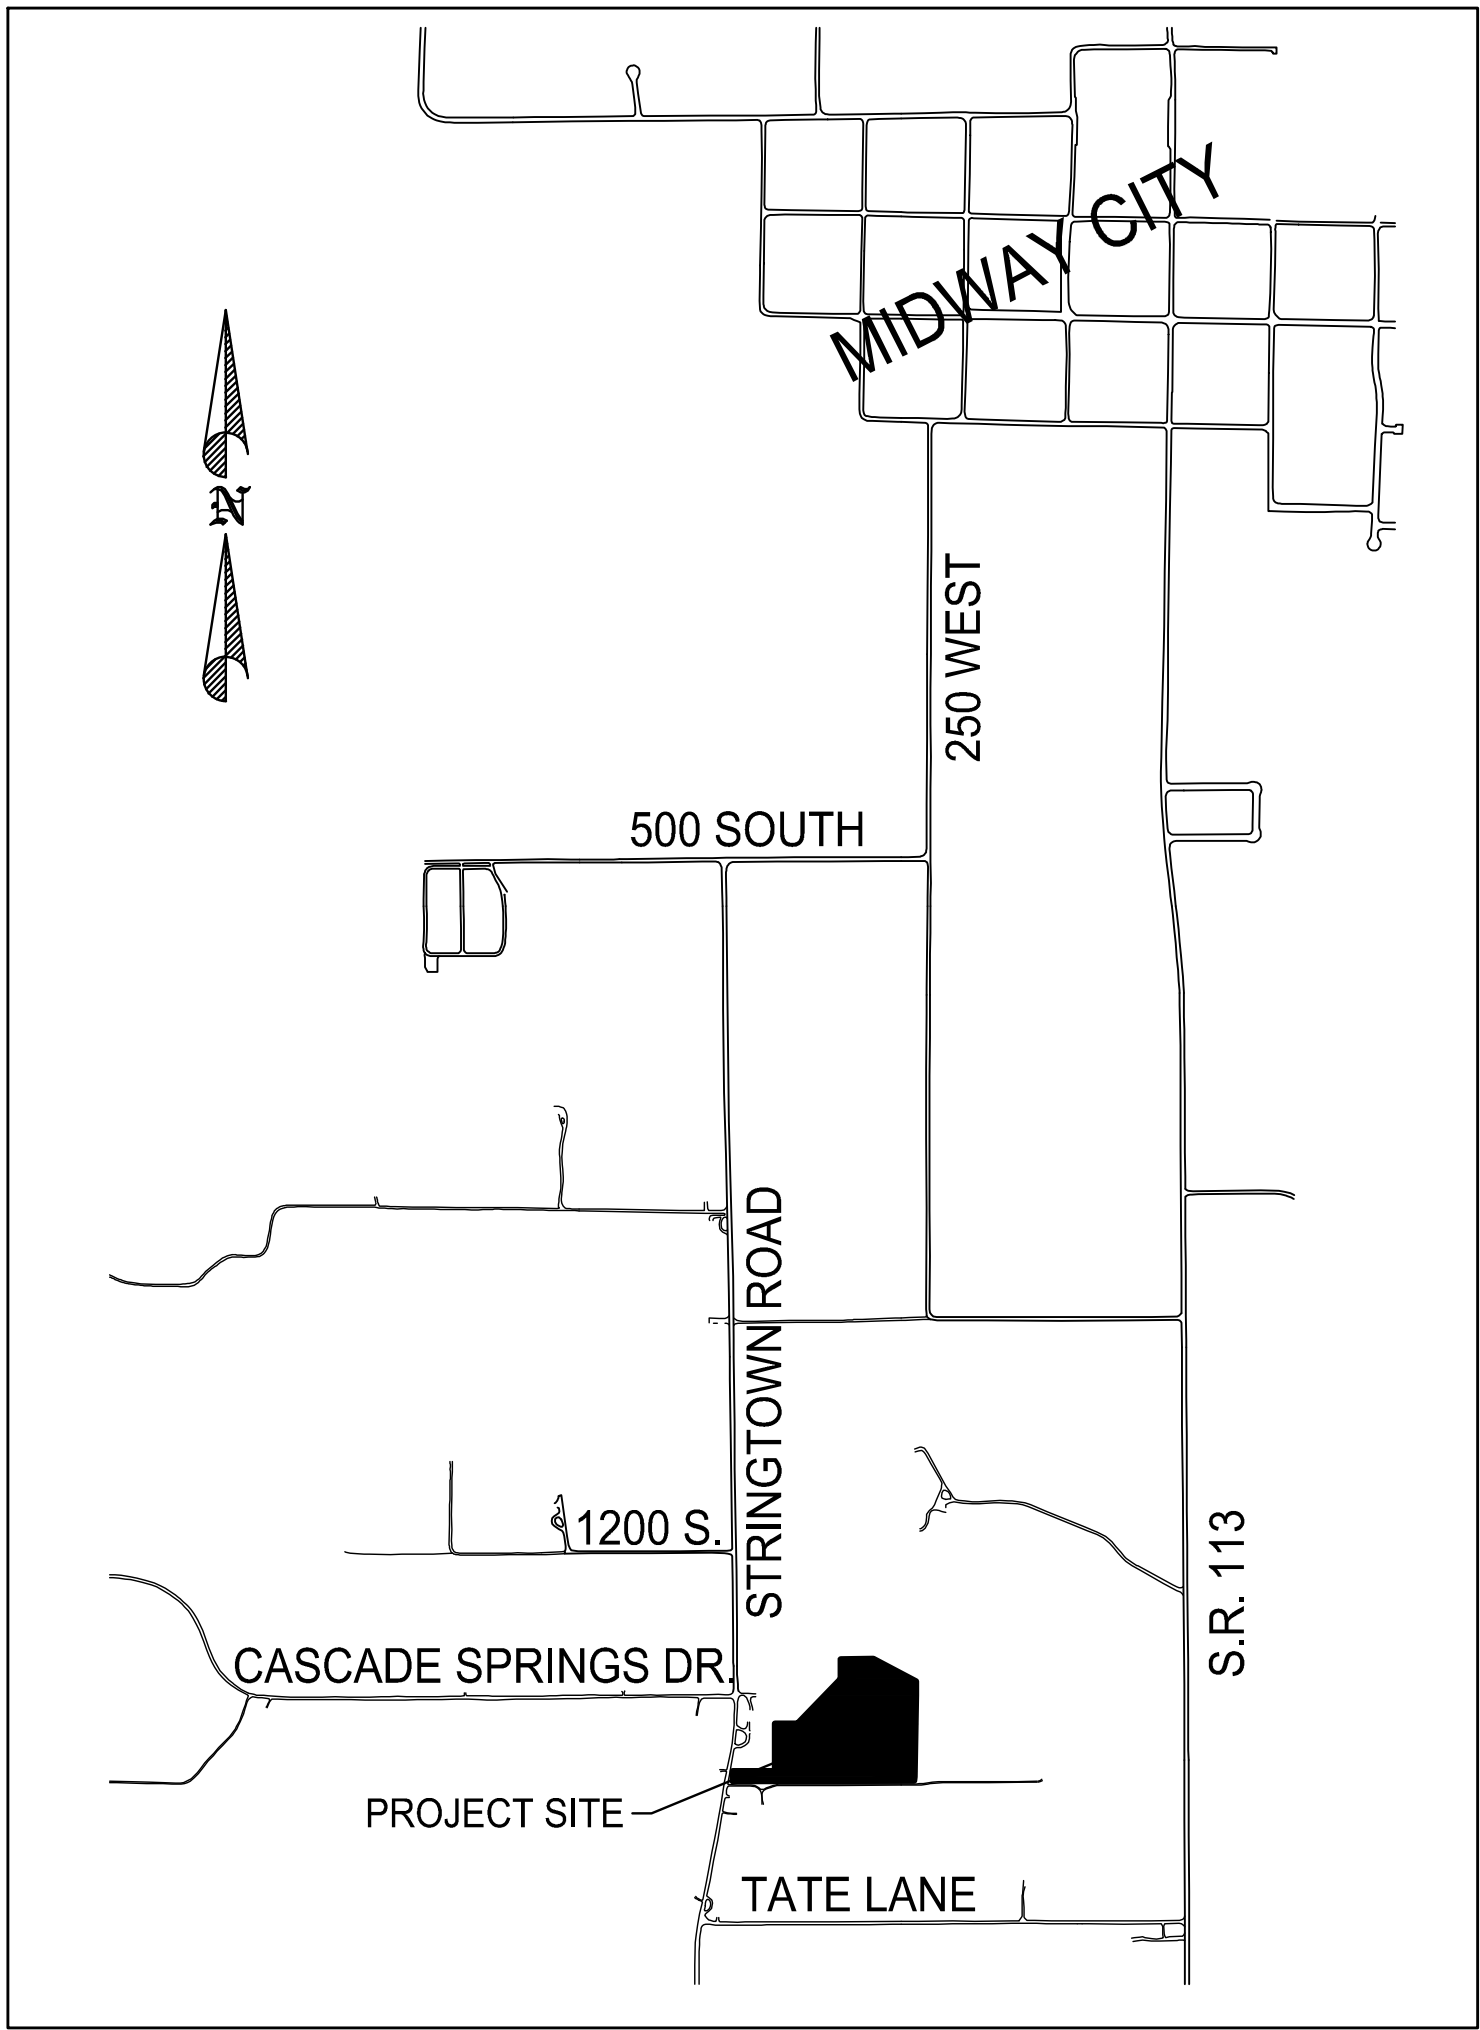 MIDWAY CITY
N
250 WEST
500 SOUTH
STRINGTOWN ROAD
1200 S.
S.R. 113
CASCADE SPRINGS DR.
PROJECT SITE
TATE LANE